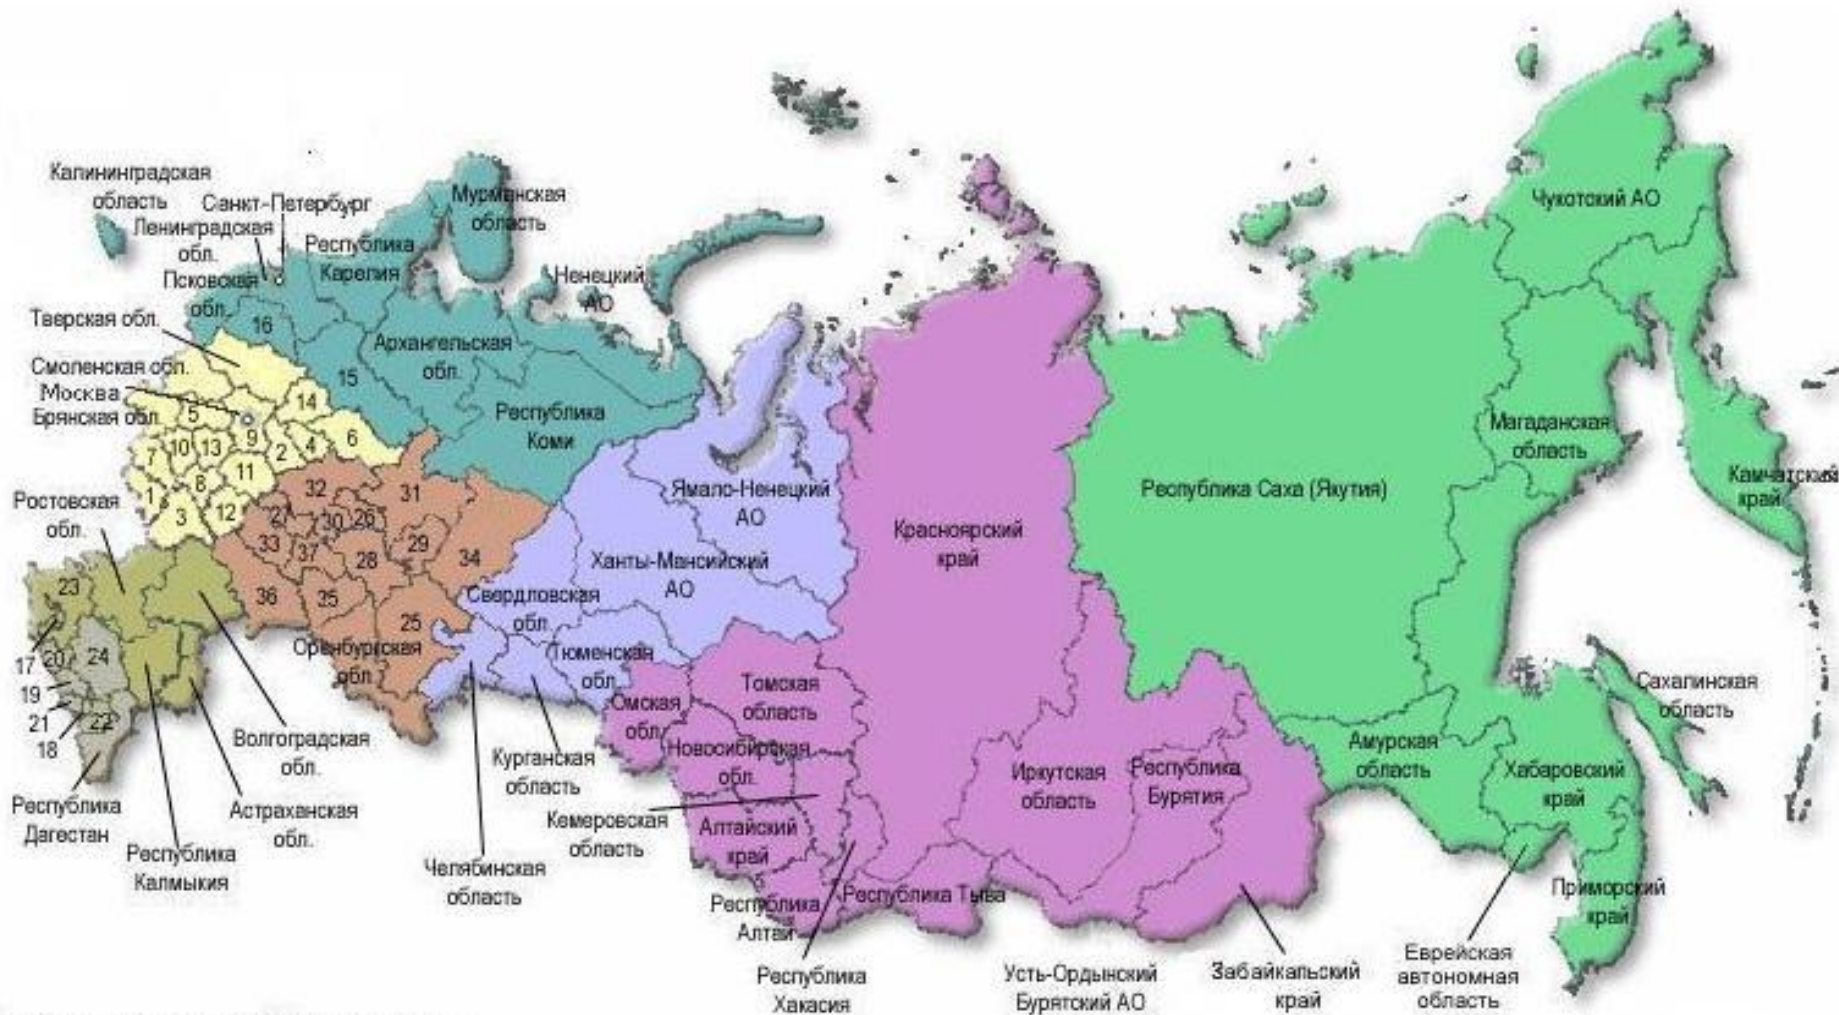 Калининградская
область
Санкт-Петербург
Ленинградская
обл.
Псковская
обл.
Республика
Карелия
Мурманская
область
Ненецкий
АО
Тверская обл.
Смоленская обл.
Москва
Брянская обл.
16
15
Архангельская
обл.
Республика
Коми
14
5
9
6
4
2
7
10
13
11
8
1
3
12
Ростовская
обл.
32
31
27
30
26
33
37
28
29
34
36
35
25
Оренбургская
обл.
23
17
20
24
19
21
18
22
Республика
Дагестан
Республика
Калмыкия
Астраханская
обл.
Волгоградская
обл.
Ямало-Ненецкий
АО
Ханты-Мансийский
АО
Свердловская
обл.
Тюменская
обл.
Курганская
область
Челябинская
область
Красноярский
край
Томская
область
Омская
обл.
Новосибирская
обл.
Кемеровская
область
Алтайский
край
Республика
Алтай
Республика
Хакасия
Республика Тыва
Иркутская
область
Республика
Бурятия
Усть-Ордынский
Бурятский АО
Забайкальский
край
Чукотский АО
Республика Саха (Якутия)
Магаданская
область
Камчатский
край
Амурская
область
Хабаровский
край
Сахалинская
область
Приморский
край
Еврейская
автономная
область